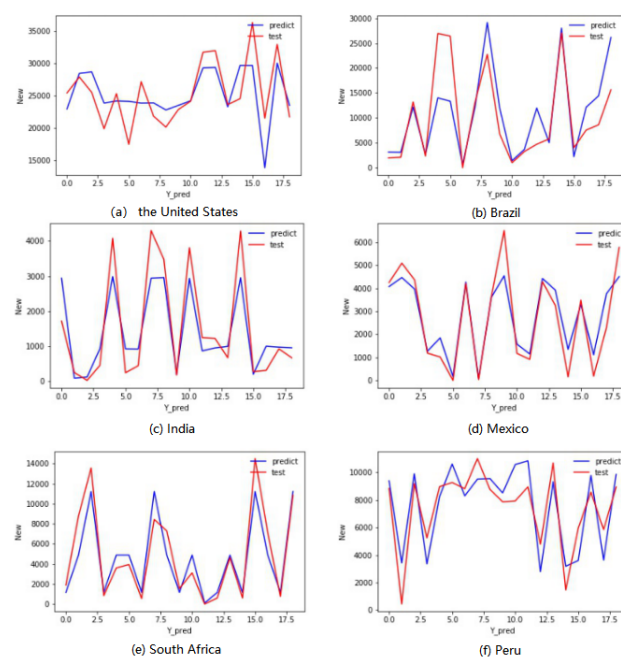 predict
test
35000
30000
25000
20000
15000
New
0.0 2.5 5.0 7.5 10.0 12.5 15.0 17.5
Y_pred
(a) the United States
predict
test
30000
25000
20000
15000
10000
5000
0
New
0.0 2.5 5.0 7.5 10.0 12.5 15.0 17.5
Y_pred
(b) Brazil
predict
test
4000
3000
2000
1000
0
New
0.0 2.5 5.0 7.5 10.0 12.5 15.0 17.5
Y_pred
(c) India
predict
test
6000
5000
4000
3000
2000
1000
0
New
0.0 2.5 5.0 7.5 10.0 12.5 15.0 17.5
Y_pred
(d) Mexico
predict
test
14000
12000
10000
8000
6000
4000
2000
0
New
0.0 2.5 5.0 7.5 10.0 12.5 15.0 17.5
Y_pred
(e) South Africa
predict
test
10000
8000
6000
4000
2000
0
New
0.0 2.5 5.0 7.5 10.0 12.5 15.0 17.5
Y_pred
(f) Peru